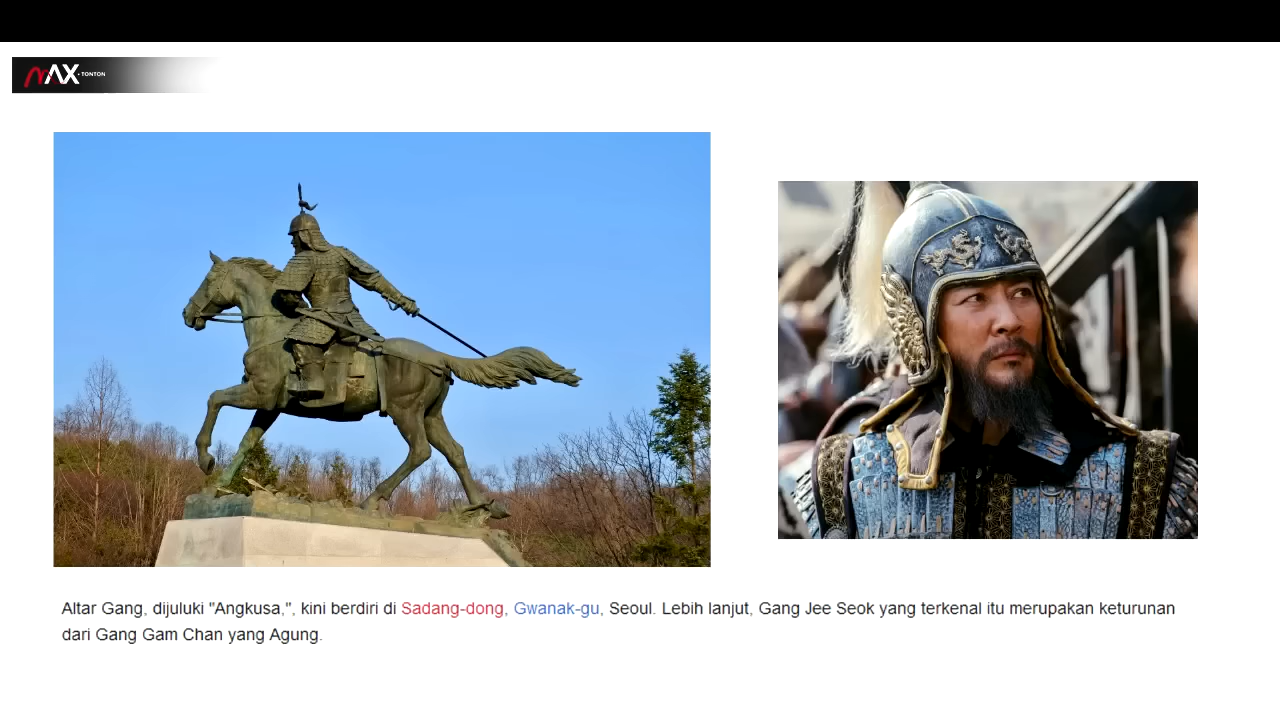 MAX·TONTON
Altar Gang, dijuluki "Angkusa,", kini berdiri di Sadang-dong, Gwanak-gu, Seoul. Lebih lanjut, Gang Jee Seok yang terkenal itu merupakan keturunan
dari Gang Gam Chan yang Agung.